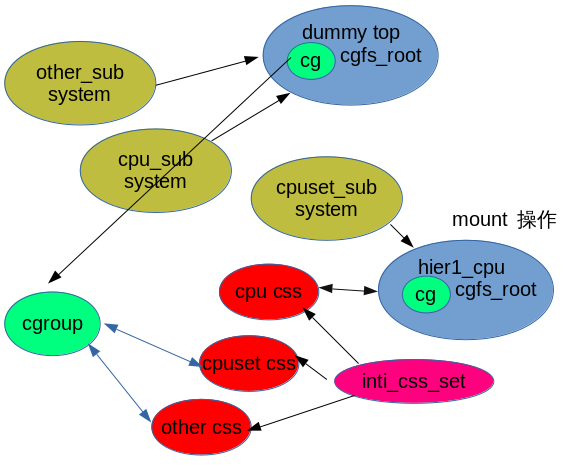 dummy top
cgfs_root
cg
other_sub
system
cpu_sub
system
cpuset_sub
system
mount 操作
hier1_cpu
cgfs_root
cg
cpu css
cgroup
cpuset css
inti_css_set
other css